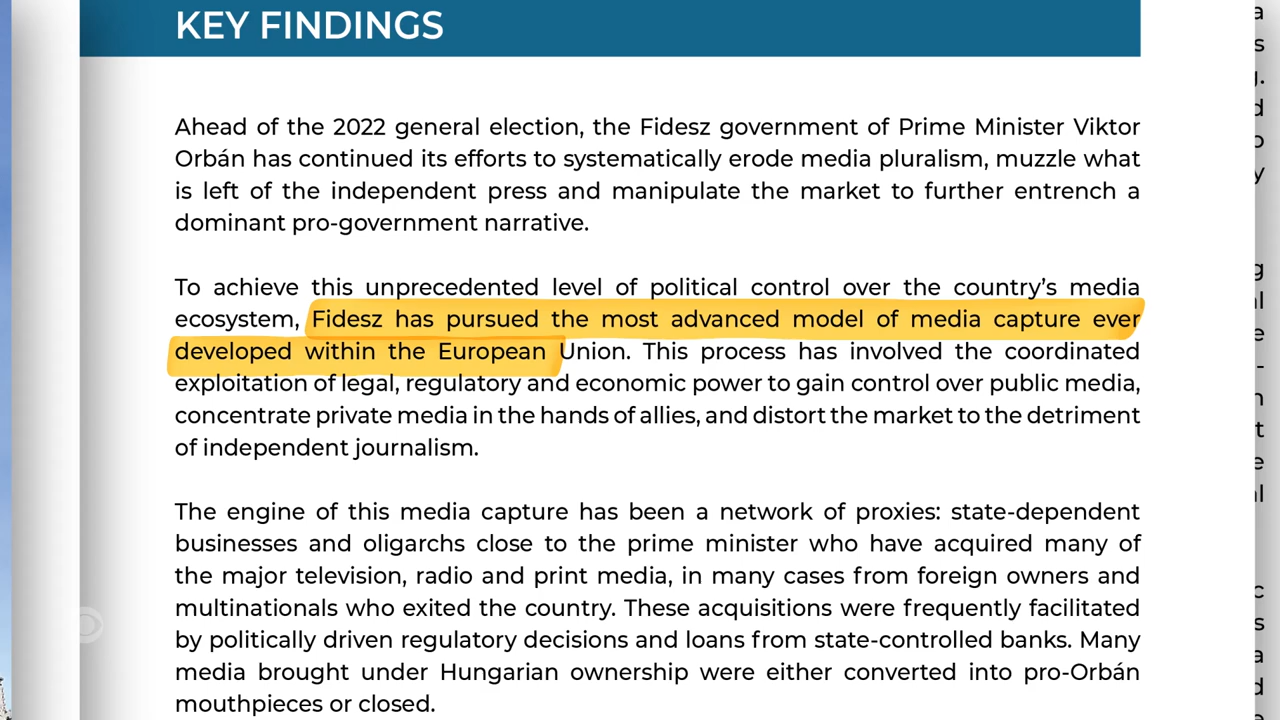 KEY FINDINGS
Ahead of the 2022 general election, the Fidesz government of Prime Minister Viktor
Orbán has continued its efforts to systematically erode media pluralism, muzzle what
is left of the independent press and manipulate the market to further entrench a
dominant pro-government narrative.
To achieve this unprecedented level of political control over the country’s media
ecosystem, Fidesz has pursued the most advanced model of media capture ever
developed within the European Union. This process has involved the coordinated
exploitation of legal, regulatory and economic power to gain control over public media,
concentrate private media in the hands of allies, and distort the market to the detriment
of independent journalism.
The engine of this media capture has been a network of proxies: state-dependent
businesses and oligarchs close to the prime minister who have acquired many of
the major television, radio and print media, in many cases from foreign owners and
multinationals who exited the country. These acquisitions were frequently facilitated
by politically driven regulatory decisions and loans from state-controlled banks. Many
media brought under Hungarian ownership were either converted into pro-Orbán
mouthpieces or closed.